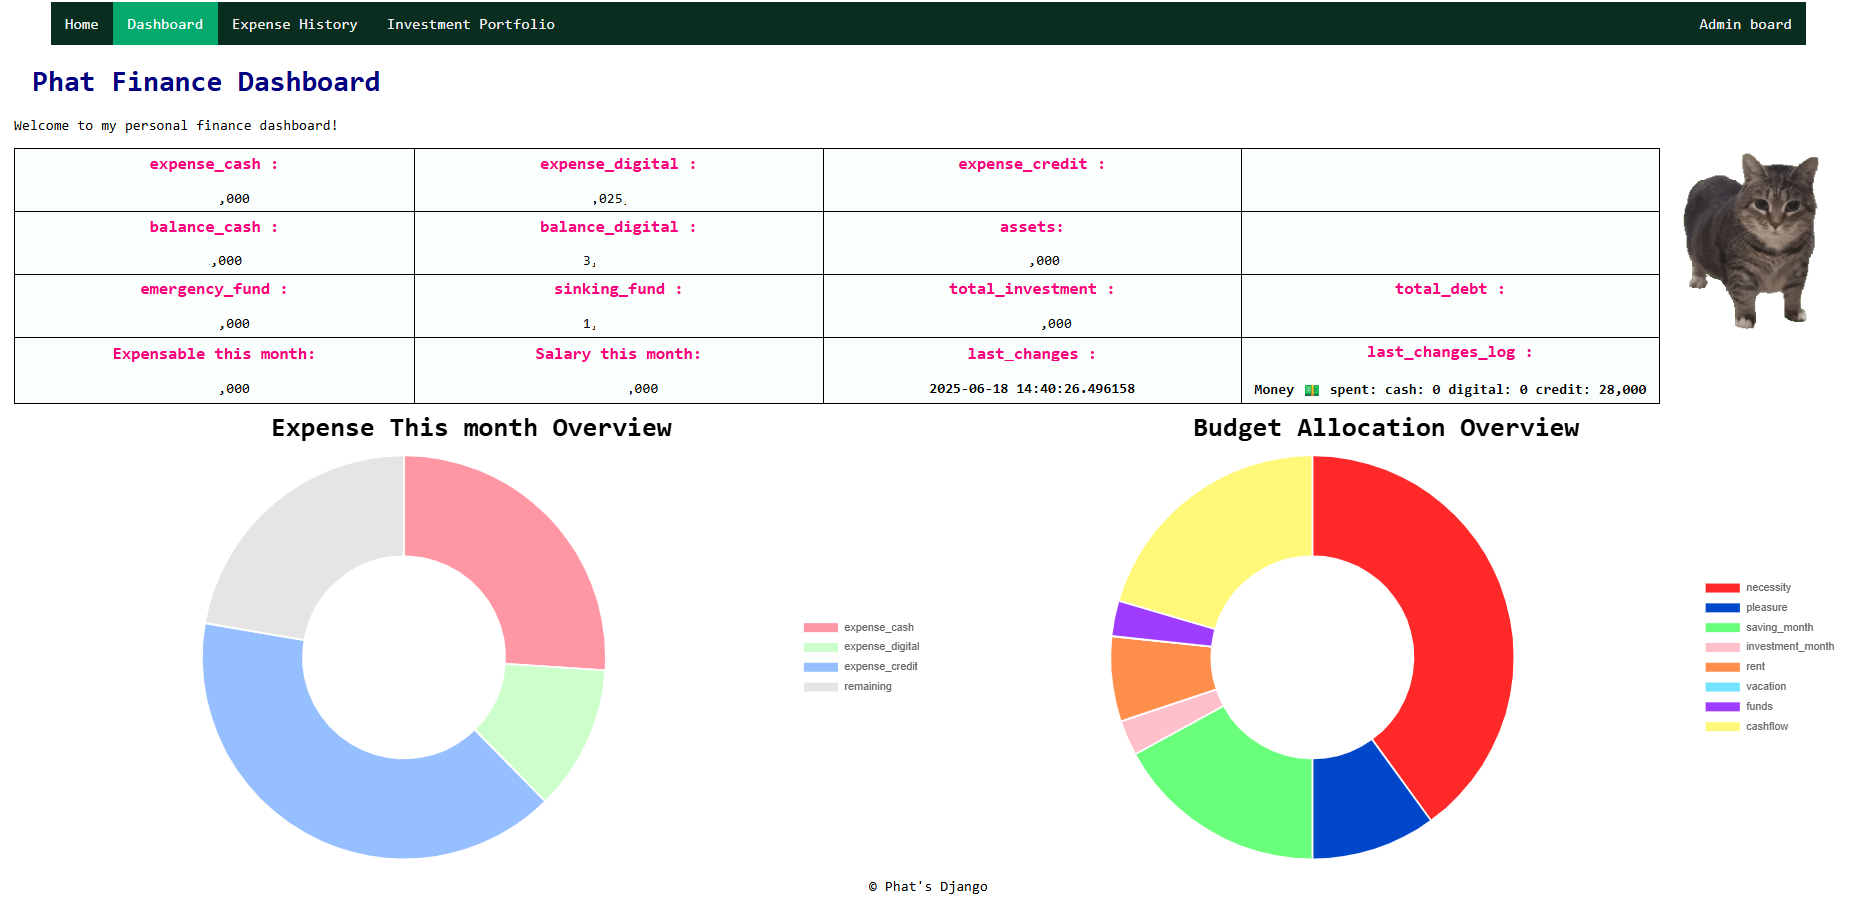 Home Dashboard Expense History Investment Portfolio Admin board
Phat Finance Dashboard
Welcome to my personal finance dashboard!
expense_cash : expense_digital : expense_credit :
,000 ,025
balance_cash : balance_digital : assets:
,000 3, ,000
emergency_fund : sinking_fund : total_investment : total_debt :
,000 1, ,000
Expensable this month: Salary this month: last_changes : last_changes_log :
,000 ,000 2025-06-18 14:40:26.496158 Money 💵 spent: cash: 0 digital: 0 credit: 28,000
Expense This month Overview
expense_cash
expense_digital
expense_credit
remaining
Budget Allocation Overview
necessity
pleasure
saving_month
investment_month
rent
vacation
funds
cashflow
© Phat's Django